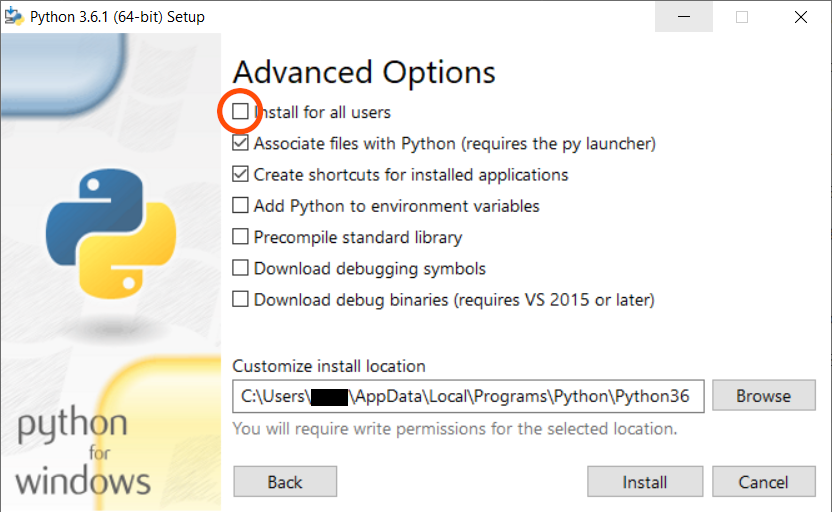 Python 3.6.1 (64-bit) Setup
Advanced Options
Install for all users
Associate files with Python (requires the py launcher)
Create shortcuts for installed applications
Add Python to environment variables
Precompile standard library
Download debugging symbols
Download debug binaries (requires VS 2015 or later)
Customize install location
C:\Users\ \AppData\Local\Programs\Python\Python36
Browse
You will require write permissions for the selected location.
python
for
windows
Back
Install
Cancel